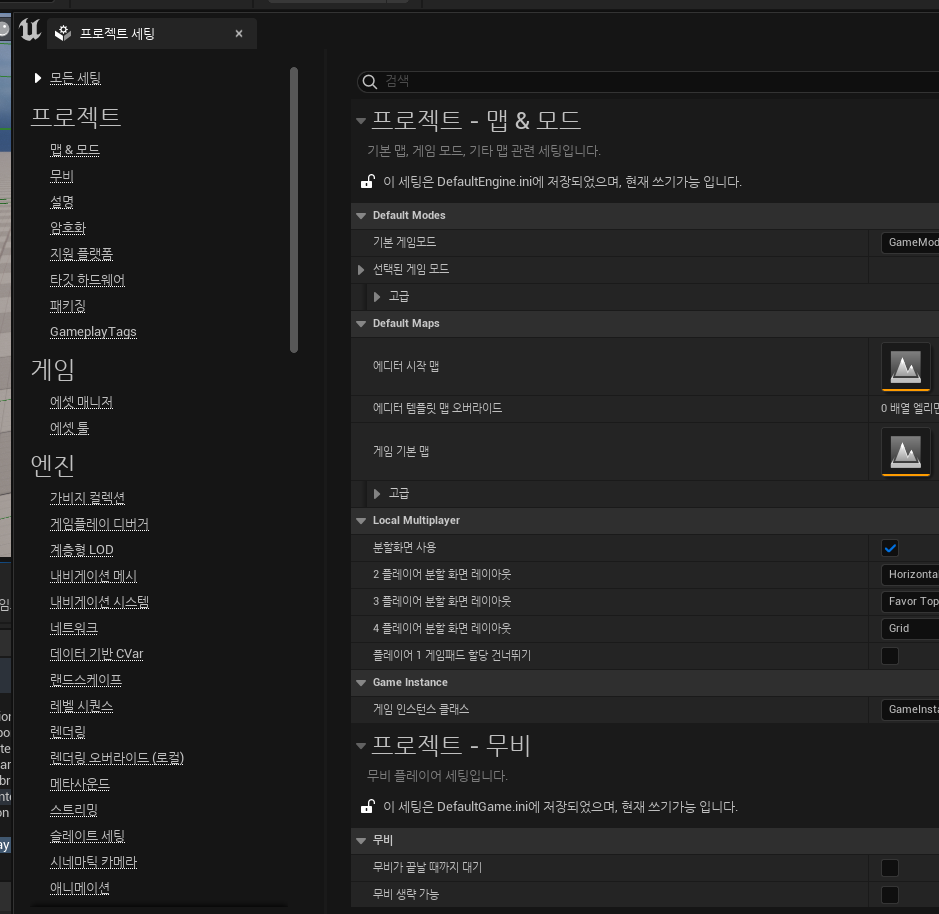 프로젝트 세팅
모든 세팅
프로젝트
맵 & 모드
무비
설명
암호화
지원 플랫폼
타깃 하드웨어
패키징
GameplayTags
게임
에셋 매니저
에셋 툴
엔진
가비지 컬렉션
게임플레이 디버거
계층형 LOD
내비게이션 메시
내비게이션 시스템
네트워크
데이터 기반 CVar
랜드스케이프
레벨 시퀀스
렌더링
렌더링 오버라이드 (로컬)
메타사운드
스트리밍
슬레이트 세팅
시네마틱 카메라
애니메이션
검색
프로젝트 - 맵 & 모드
기본 맵, 게임 모드, 기타 맵 관련 세팅입니다.
이 세팅은 DefaultEngine.ini에 저장되었으며, 현재 쓰기가능 입니다.
Default Modes
기본 게임모드 GameMod
선택된 게임 모드
고급
Default Maps
에디터 시작 맵
에디터 템플릿 맵 오버라이드 0 배열 엘리먼
게임 기본 맵
고급
Local Multiplayer
분할화면 사용
2 플레이어 분할 화면 레이아웃 Horizontal
3 플레이어 분할 화면 레이아웃 Favor Top
4 플레이어 분할 화면 레이아웃 Grid
플레이어 1 게임패드 할당 건너뛰기
Game Instance
게임 인스턴스 클래스 GameInsta
프로젝트 - 무비
무비 플레이어 세팅입니다.
이 세팅은 DefaultGame.ini에 저장되었으며, 현재 쓰기가능 입니다.
무비
무비가 끝날 때까지 대기
무비 생략 가능